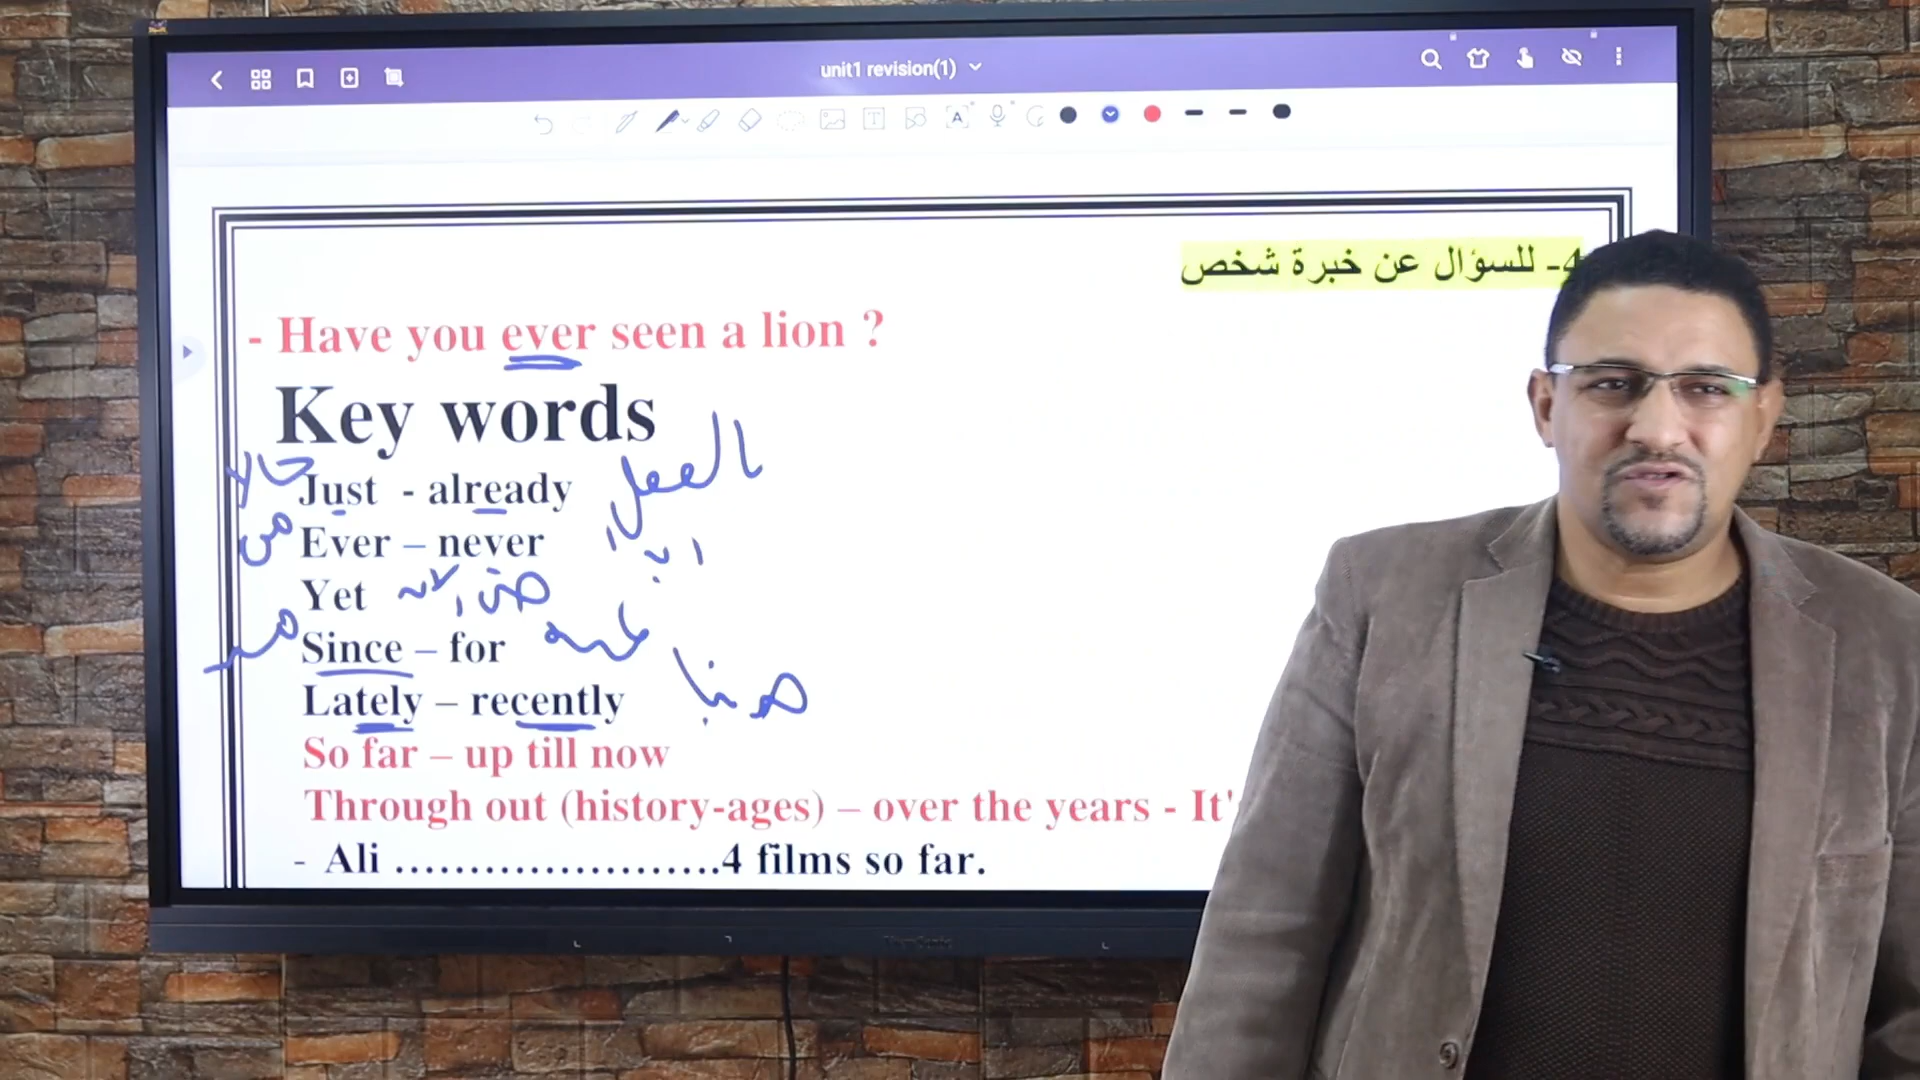 unit1 revision(1)
4- للسؤال عن خبرة شخص
- Have you ever seen a lion ?
Key words
Just - already
Ever – never
Yet
Since – for
Lately – recently
So far – up till now
Through out (history-ages) – over the years - It'
- Ali ......................4 films so far.